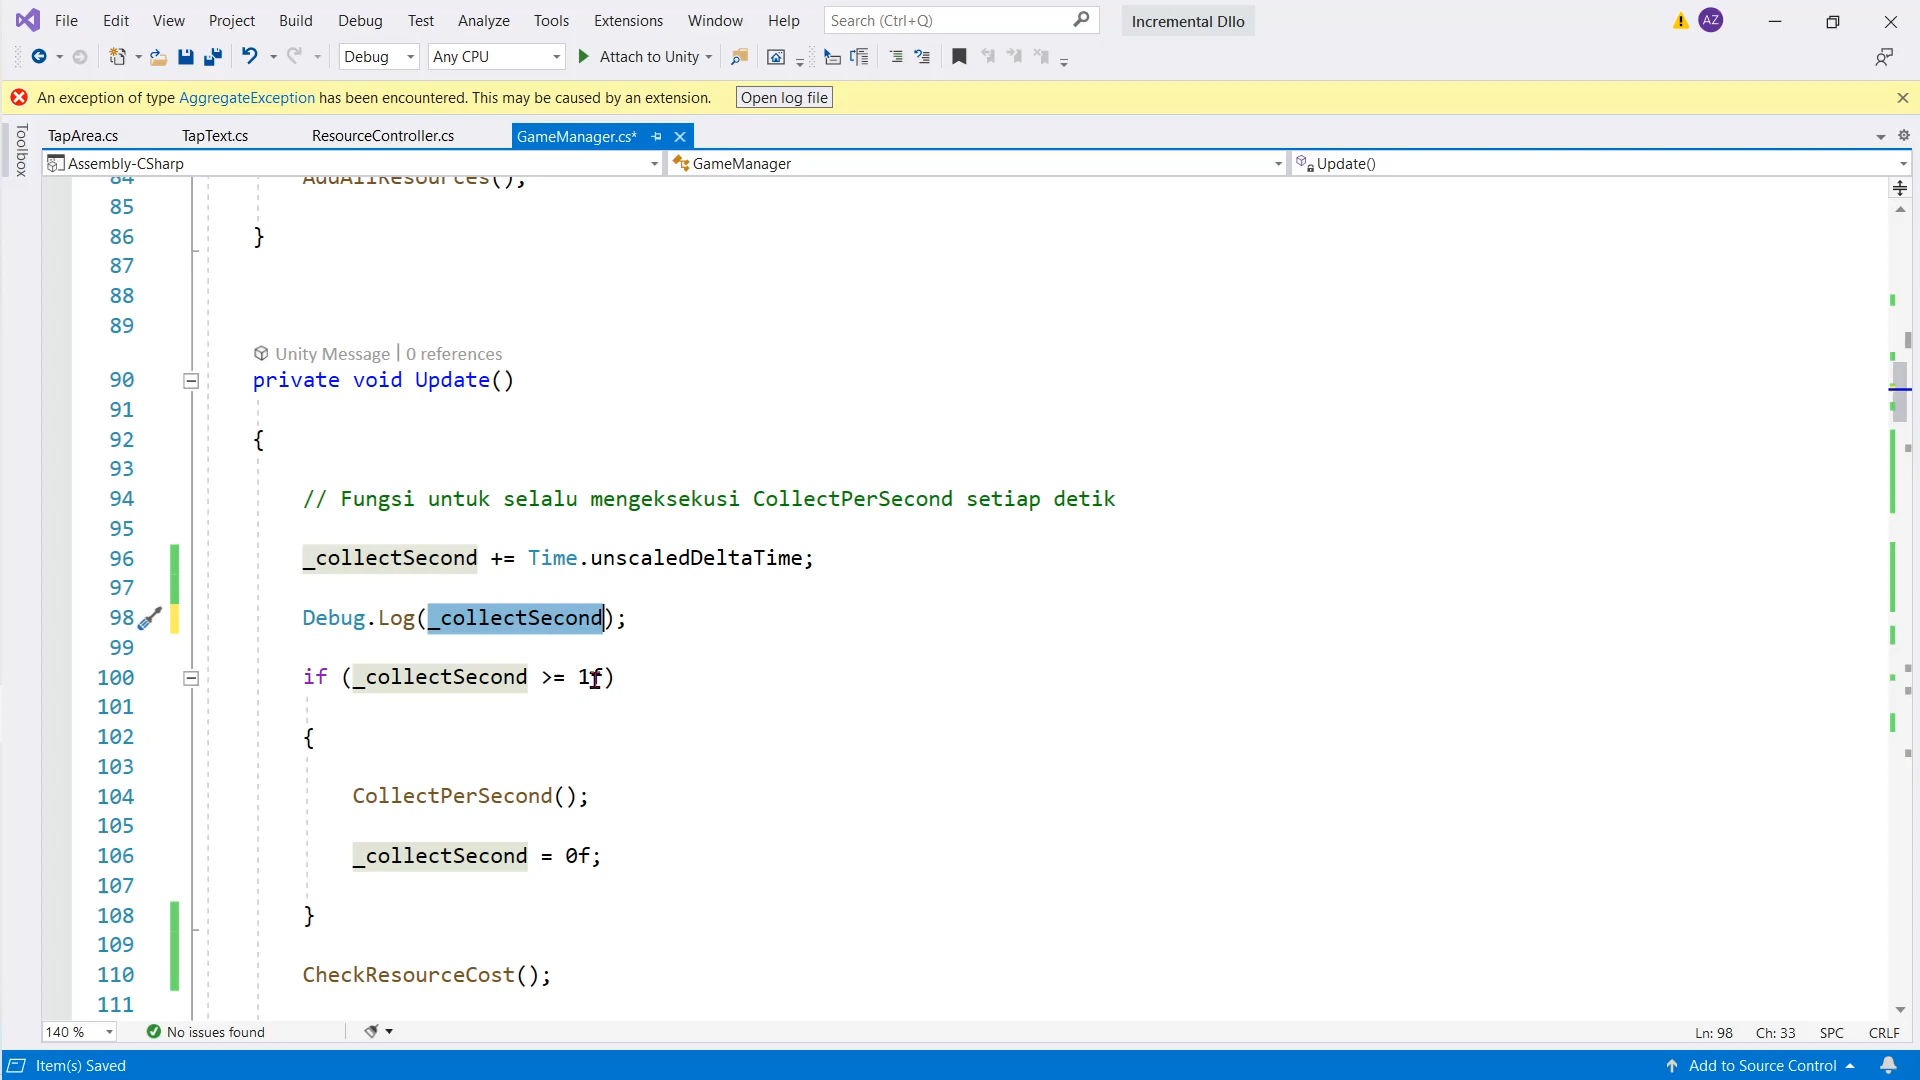 File Edit View Project Build Debug Test Analyze Tools Extensions Window Help Search (Ctrl+Q) Incremental Dllo AZ
Debug Any CPU Attach to Unity
An exception of type AggregateException has been encountered. This may be caused by an extension. Open log file
Toolbox
TapArea.cs TapText.cs ResourceController.cs GameManager.cs*
Assembly-CSharp GameManager Update()
84 AddAllResources();
85
86 }
87
88
89
Unity Message | 0 references
90 private void Update()
91
92 {
93
94 // Fungsi untuk selalu mengeksekusi CollectPerSecond setiap detik
95
96 _collectSecond += Time.unscaledDeltaTime;
97
98 Debug.Log(_collectSecond);
99
100 if (_collectSecond >= 1f)
101
102 {
103
104 CollectPerSecond();
105
106 _collectSecond = 0f;
107
108 }
109
110 CheckResourceCost();
111
140 % No issues found Ln: 98 Ch: 33 SPC CRLF
Item(s) Saved Add to Source Control